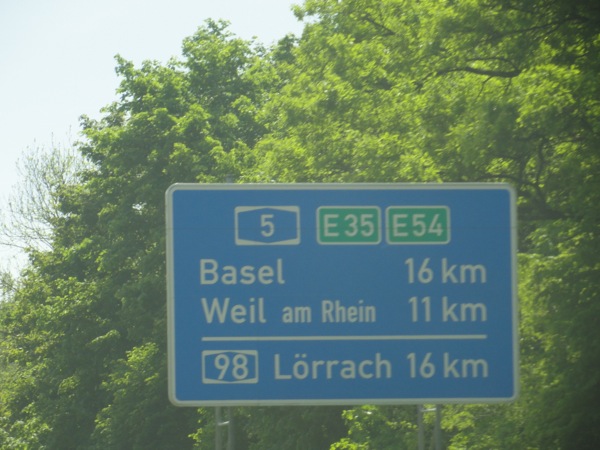 5 E35 E54
Basel 16 km
Weil am Rhein 11 km
98 Lörrach 16 km